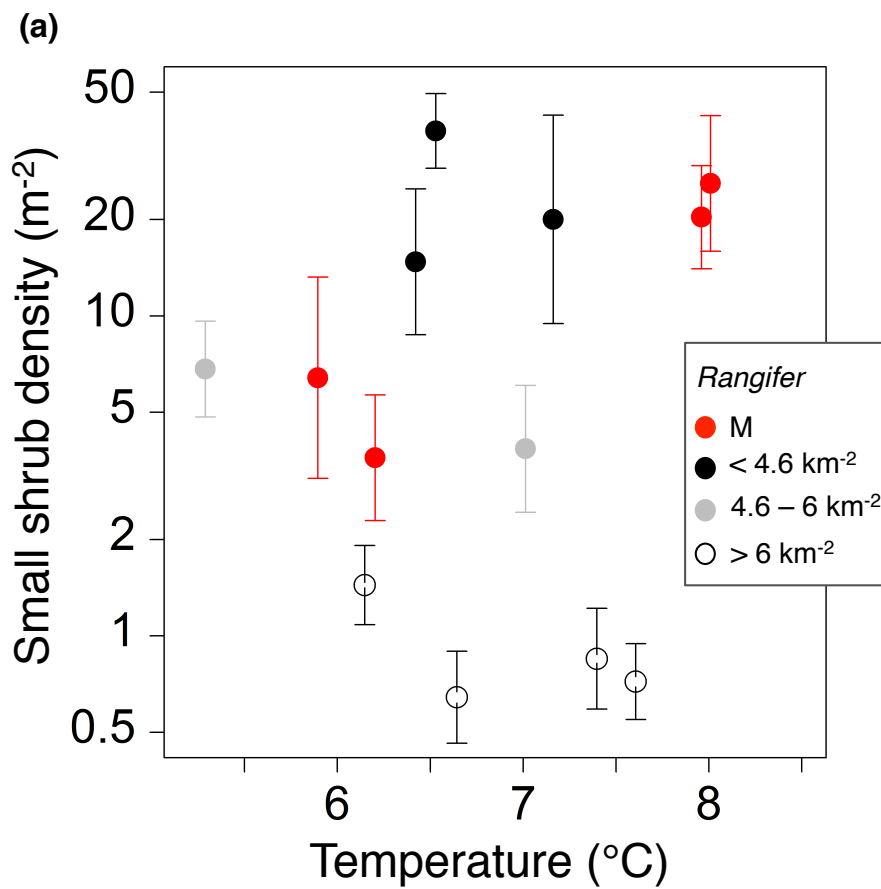 (a)
50
20
10
5
2
1
0.5
Small shrub density (m-2)
6 7 8
Temperature (°C)
Rangifer
M
< 4.6 km-2
4.6 – 6 km-2
> 6 km-2